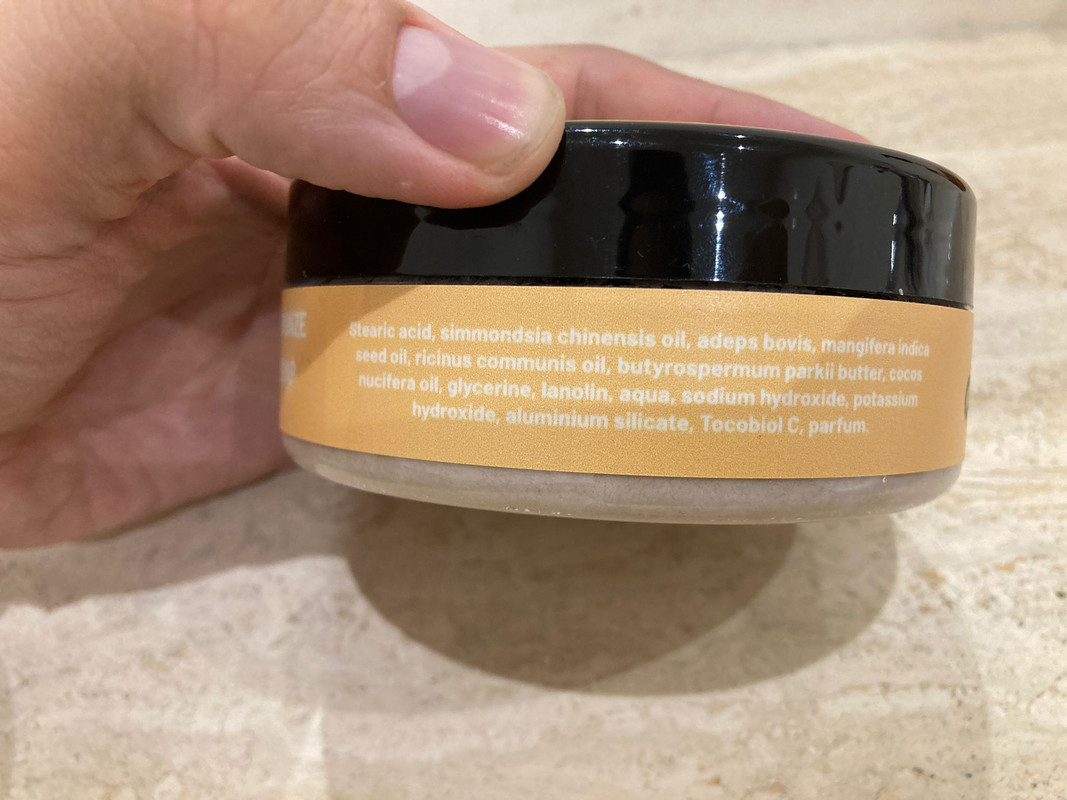 Stearic acid, simmondsia chinensis oil, adeps bovis, mangifera indica
seed oil, ricinus communis oil, butyrospermum parkii butter, cocos
nucifera oil, glycerine, lanolin, aqua, sodium hydroxide, potassium
hydroxide, aluminium silicate, Tocobiol C, parfum.